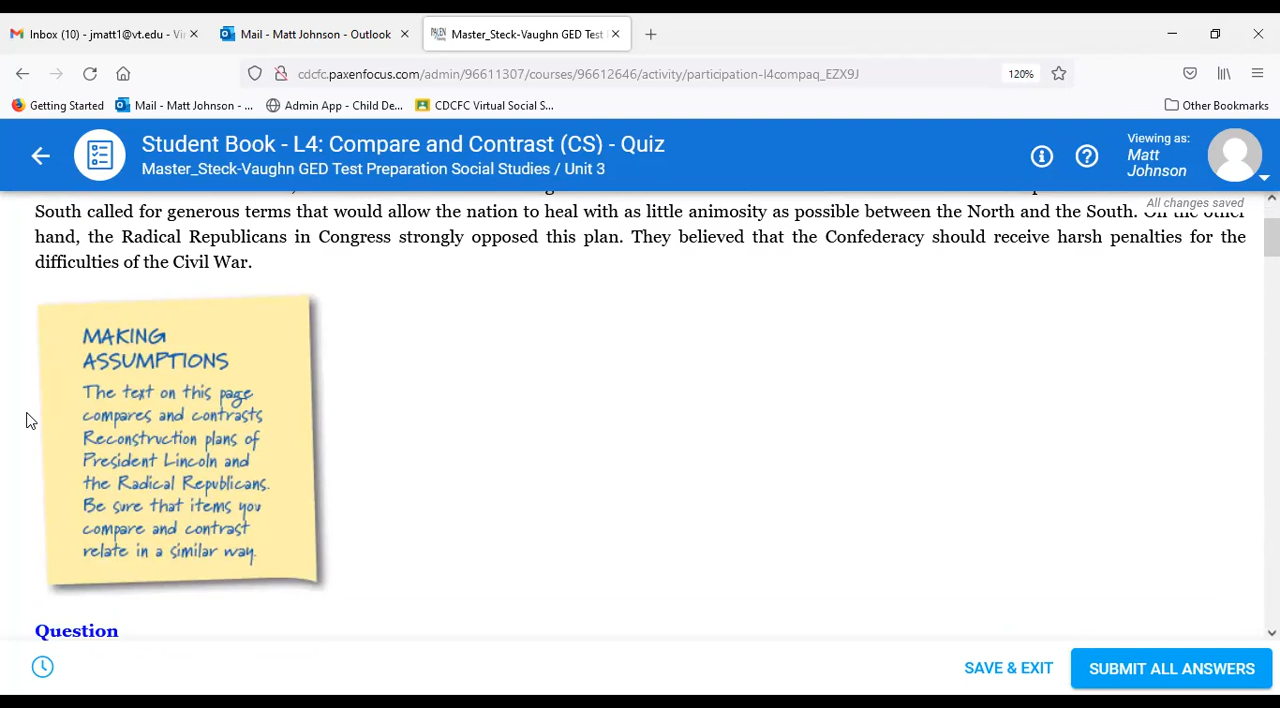 Inbox (10) - jmatt1@vt.edu - Vir
Mail - Matt Johnson - Outlook
PAXEN
Master_Steck-Vaughn GED Test
cdcfc.paxenfocus.com/admin/96611307/courses/96612646/activity/participation-l4compaq_EZX9J
120%
Getting Started
Mail - Matt Johnson - ...
Admin App - Child De...
CDCFC Virtual Social S...
Other Bookmarks
Student Book - L4: Compare and Contrast (CS) - Quiz
Master_Steck-Vaughn GED Test Preparation Social Studies / Unit 3
Viewing as:
Matt
Johnson
All changes saved
South called for generous terms that would allow the nation to heal with as little animosity as possible between the North and the South. On the other
hand, the Radical Republicans in Congress strongly opposed this plan. They believed that the Confederacy should receive harsh penalties for the
difficulties of the Civil War.
MAKING
ASSUMPTIONS
The text on this page
compares and contrasts
Reconstruction plans of
President Lincoln and
the Radical Republicans.
Be sure that items you
compare and contrast
relate in a similar way.
Question
SAVE & EXIT
SUBMIT ALL ANSWERS